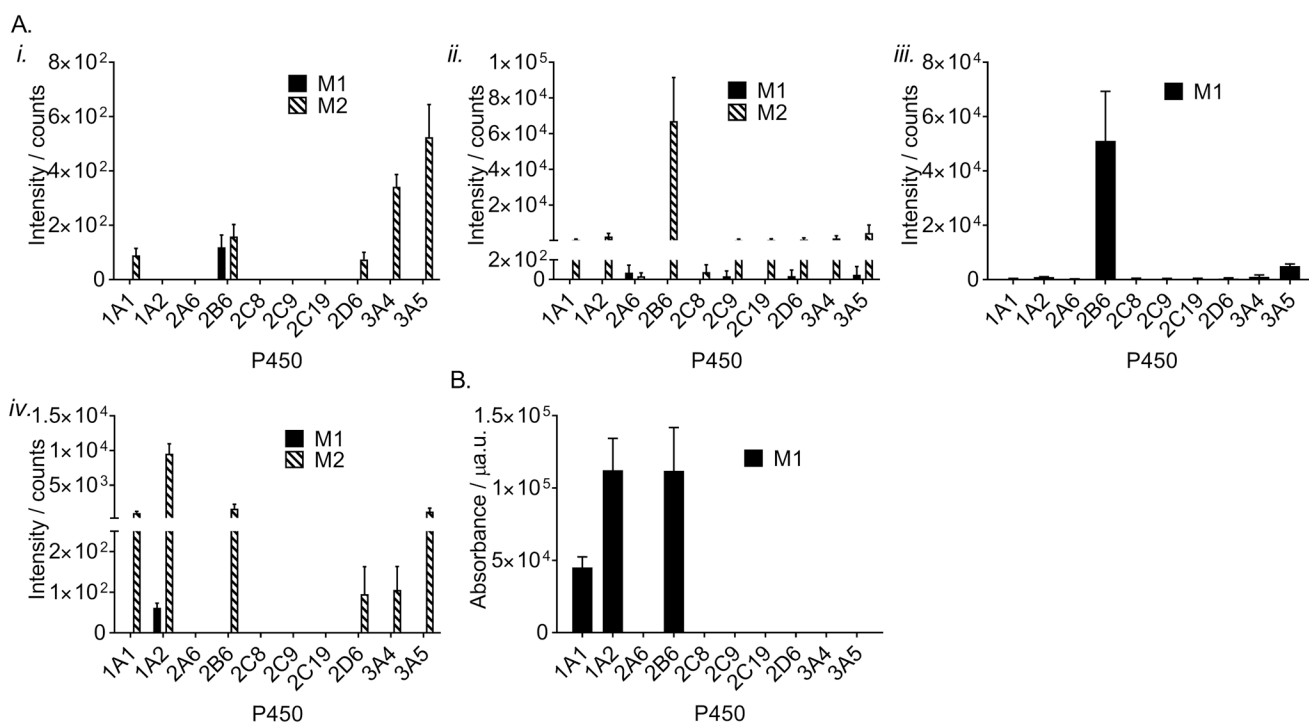 A.
i.
8×10²
6×10²
4×10²
2×10²
0
Intensity / counts
M1
M2
1A1 1A2 2A6 2B6 2C8 2C9 2C19 2D6 3A4 3A5
P450
ii.
1×10⁵
8×10⁴
6×10⁴
4×10⁴
2×10⁴
2×10²
0
Intensity / counts
M1
M2
1A1 1A2 2A6 2B6 2C8 2C9 2C19 2D6 3A4 3A5
P450
iii.
8×10⁴
6×10⁴
4×10⁴
2×10⁴
0
Intensity / counts
M1
1A1 1A2 2A6 2B6 2C8 2C9 2C19 2D6 3A4 3A5
P450
iv.
1.5×10⁴
1×10⁴
5×10³
2×10²
1×10²
0
Intensity / counts
M1
M2
1A1 1A2 2A6 2B6 2C8 2C9 2C19 2D6 3A4 3A5
P450
B.
1.5×10⁵
1×10⁵
5×10⁴
0
Absorbance / µa.u.
M1
1A1 1A2 2A6 2B6 2C8 2C9 2C19 2D6 3A4 3A5
P450